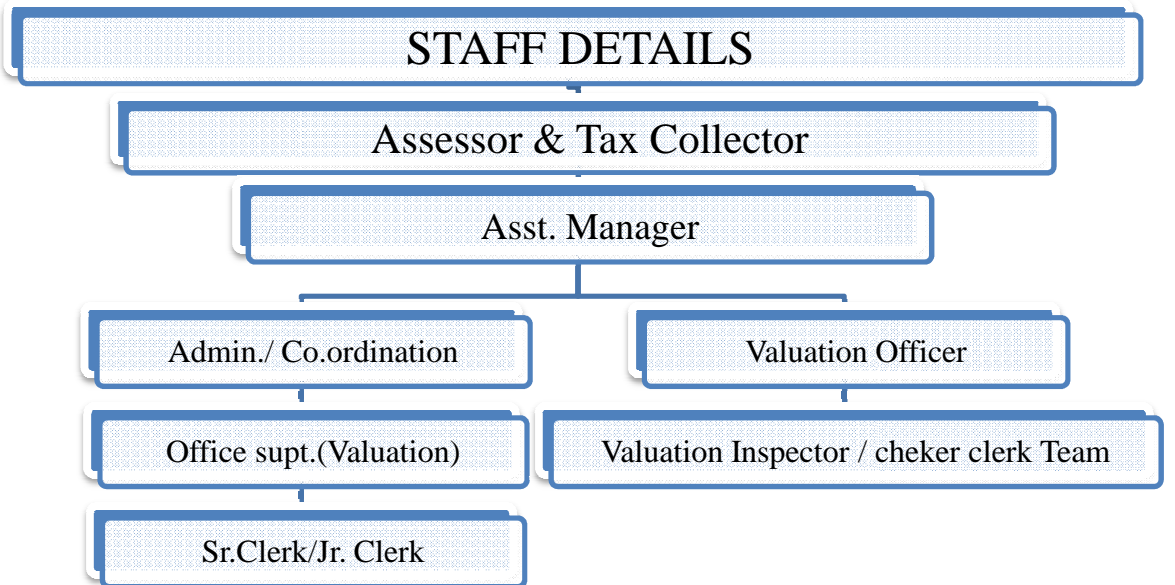 STAFF DETAILS
Assessor & Tax Collector
Asst. Manager
Admin./ Co.ordination
Valuation Officer
Office supt.(Valuation)
Valuation Inspector / cheker clerk Team
Sr.Clerk/Jr. Clerk